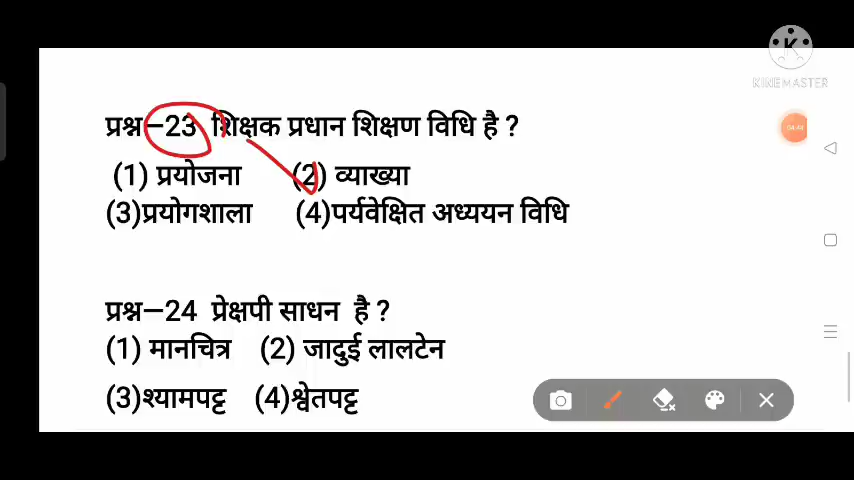 KINEMASTER
प्रश्न–23 शिक्षक प्रधान शिक्षण विधि है ?
(1) प्रयोजना (2) व्याख्या
(3)प्रयोगशाला (4)पर्यवेक्षित अध्ययन विधि
प्रश्न–24 प्रेक्षपी साधन है ?
(1) मानचित्र (2) जादुई लालटेन
(3)श्यामपट्ट (4)श्वेतपट्ट